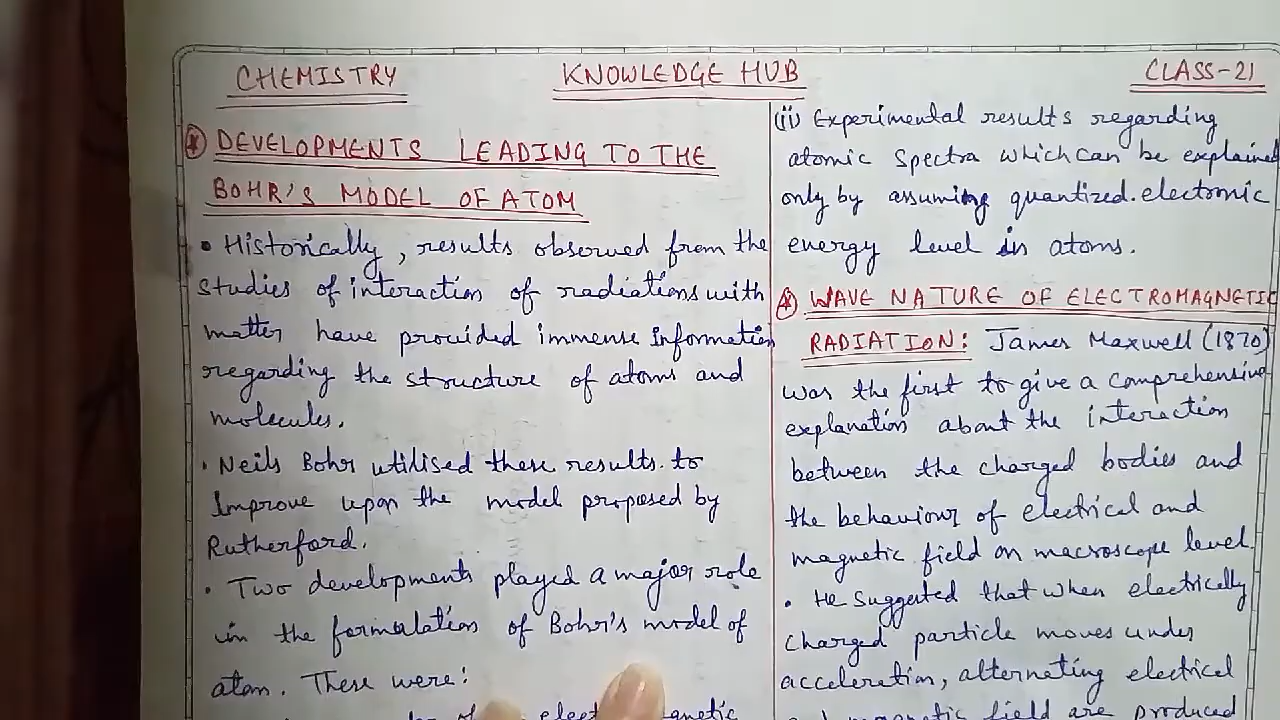 CHEMISTRY
KNOWLEDGE HUB
CLASS-21
* DEVELOPMENTS LEADING TO THE
BOHR'S MODEL OF ATOM
• Historically, results observed from the
studies of interaction of radiations with
matter have provided immense Information
regarding the structure of atoms and
molecules.
• Neils Bohr utilised these results to
Improve upon the model proposed by
Rutherford.
• Two developments played a major role
in the formulation of Bohr's model of
atom. These were:
(ii) Experimental results regarding
atomic spectra which can be explained
only by assuming quantized electronic
energy level in atoms.
* WAVE NATURE OF ELECTROMAGNETIC
RADIATION: James Maxwell (1870)
was the first to give a comprehensive
explanation about the interaction
between the charged bodies and
the behaviour of electrical and
magnetic field on macroscope level.
• He suggested that when electrically
charged particle moves under
acceleration, alternating electrical
magnetic field are produced